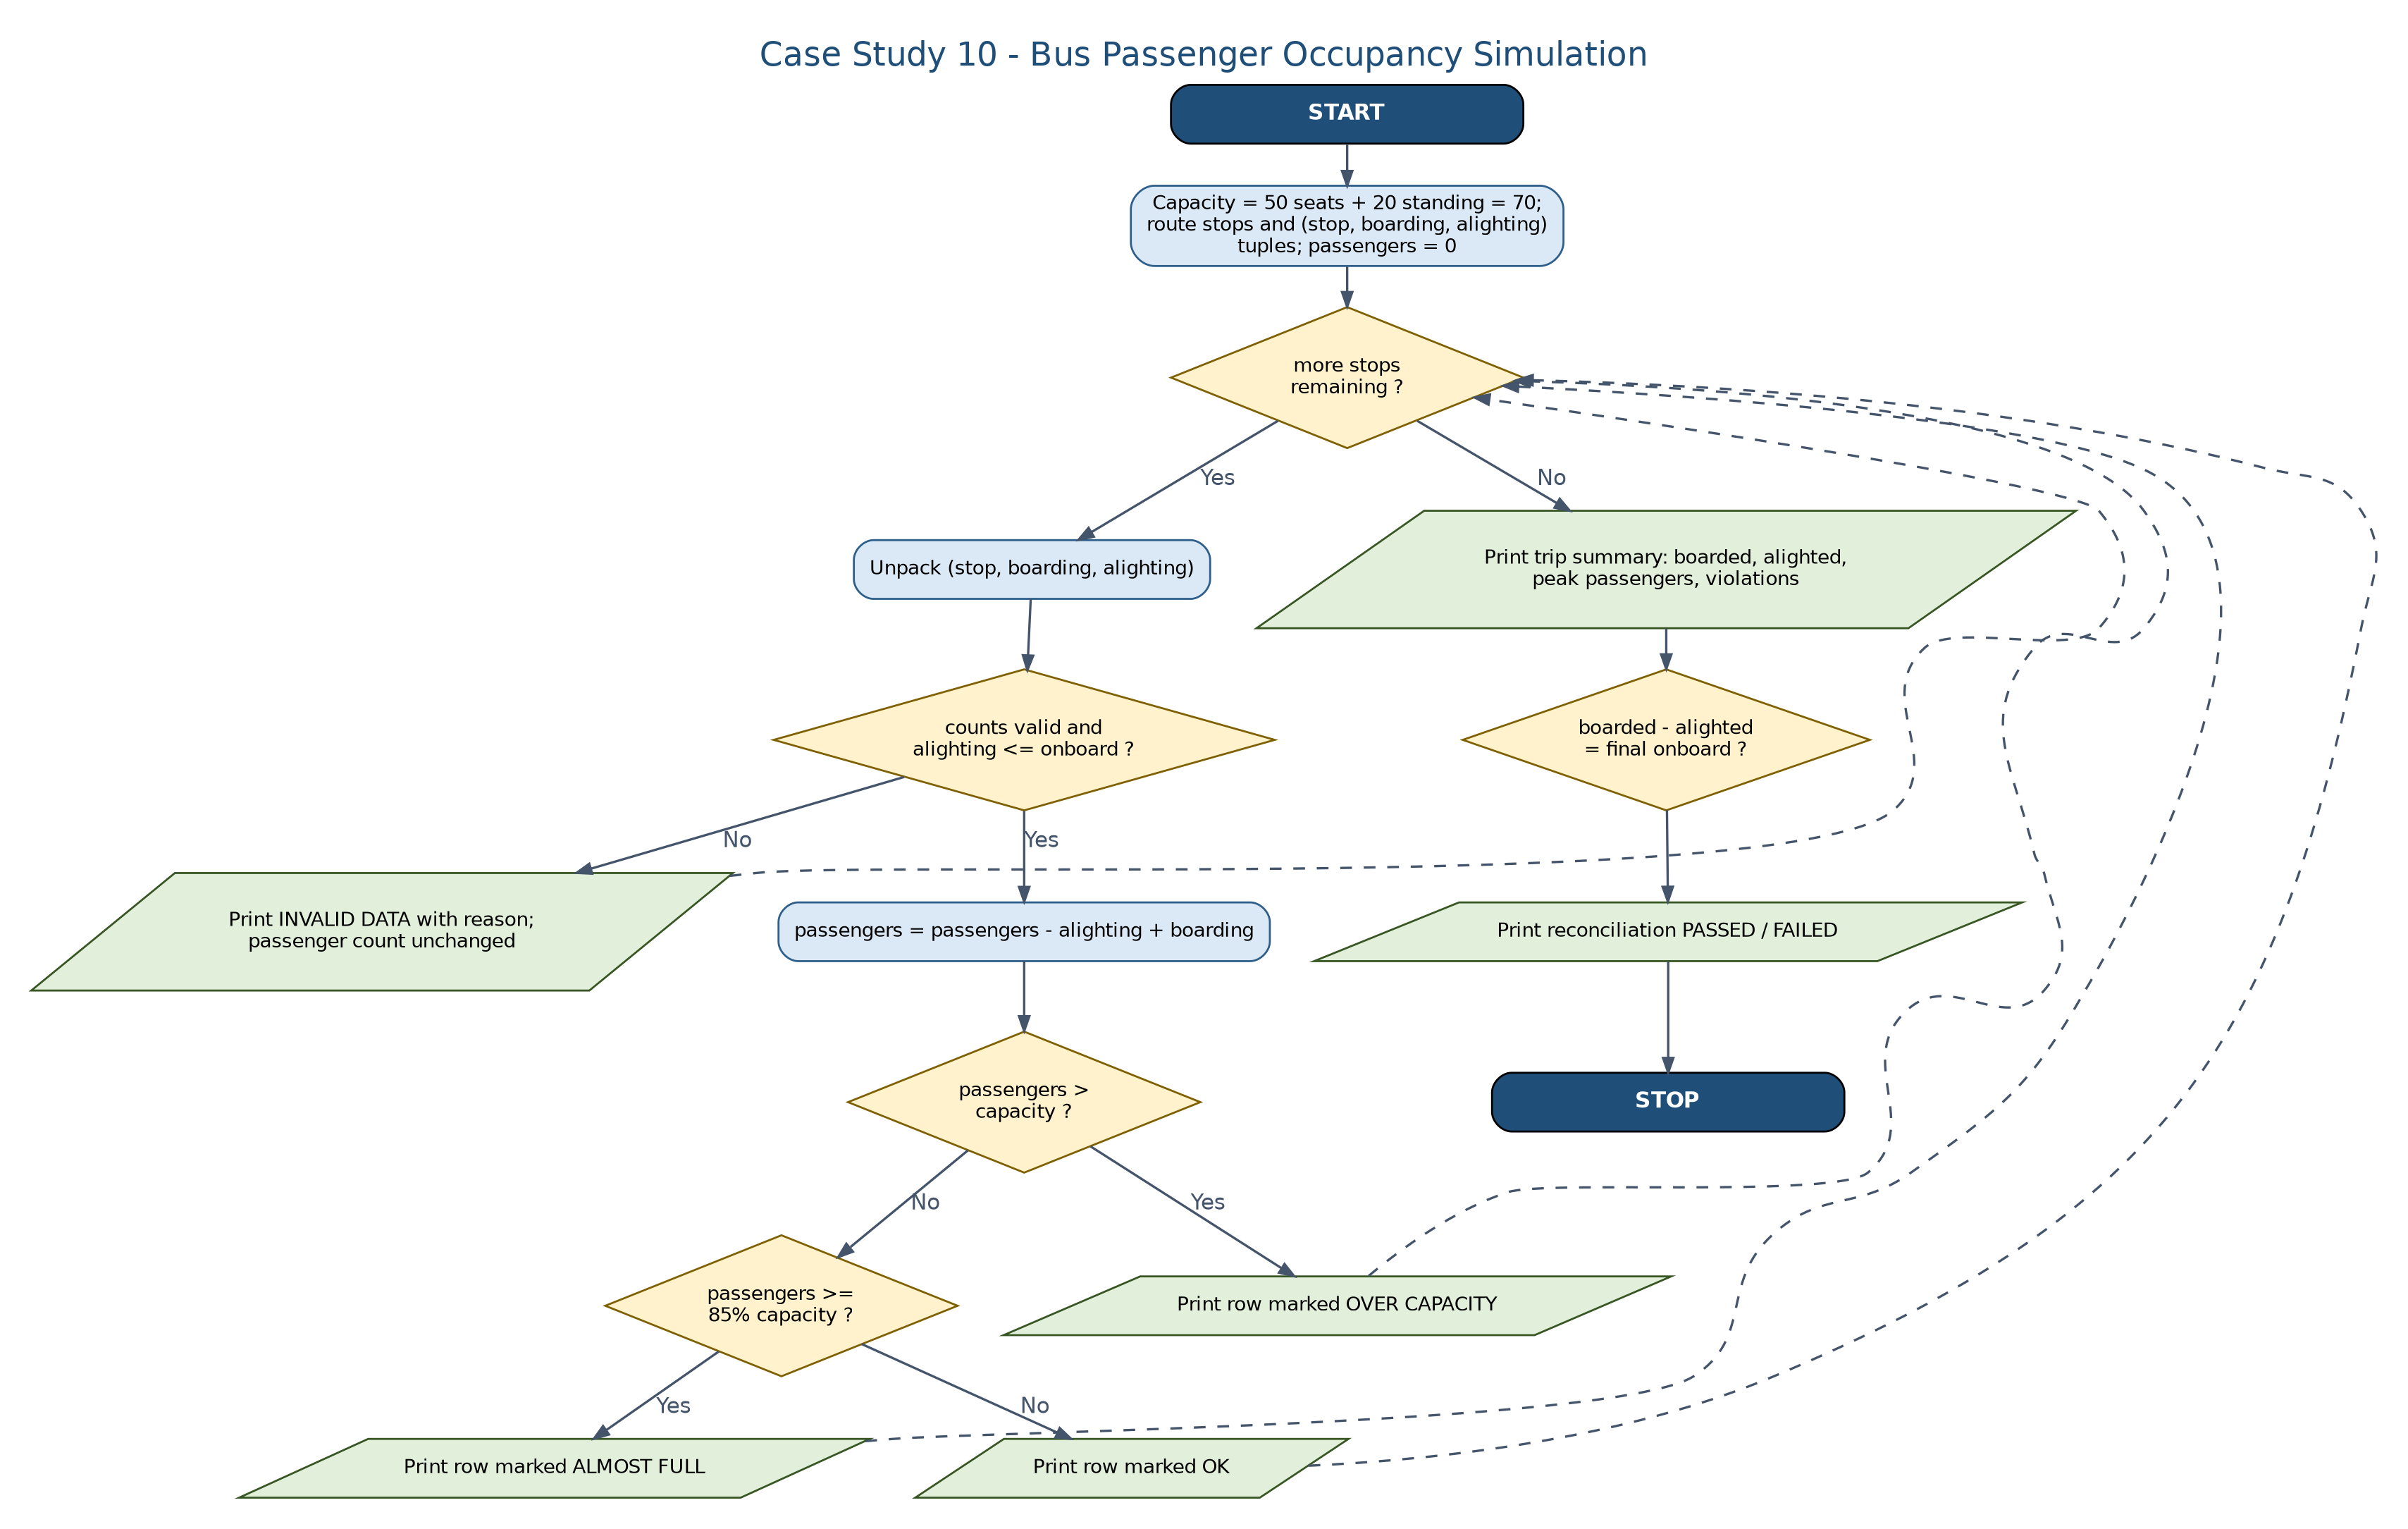 Case Study 10 - Bus Passenger Occupancy Simulation
START
Capacity = 50 seats + 20 standing = 70;
route stops and (stop, boarding, alighting)
tuples; passengers = 0
more stops
remaining ?
Yes
No
Unpack (stop, boarding, alighting)
Print trip summary: boarded, alighted,
peak passengers, violations
counts valid and
alighting <= onboard ?
boarded - alighted
= final onboard ?
No
Yes
Print INVALID DATA with reason;
passenger count unchanged
passengers = passengers - alighting + boarding
Print reconciliation PASSED / FAILED
passengers >
capacity ?
STOP
No
Yes
passengers >=
85% capacity ?
Print row marked OVER CAPACITY
Yes
No
Print row marked ALMOST FULL
Print row marked OK